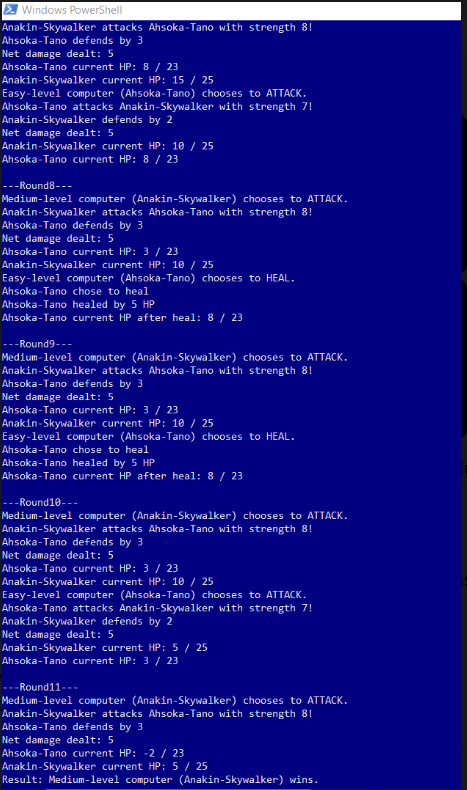 Windows PowerShell
Anakin-Skywalker attacks Ahsoka-Tano with strength 8!
Ahsoka-Tano defends by 3
Net damage dealt: 5
Ahsoka-Tano current HP: 8 / 23
Anakin-Skywalker current HP: 15 / 25
Easy-level computer (Ahsoka-Tano) chooses to ATTACK.
Ahsoka-Tano attacks Anakin-Skywalker with strength 7!
Anakin-Skywalker defends by 2
Net damage dealt: 5
Anakin-Skywalker current HP: 10 / 25
Ahsoka-Tano current HP: 8 / 23
---Round8---
Medium-level computer (Anakin-Skywalker) chooses to ATTACK.
Anakin-Skywalker attacks Ahsoka-Tano with strength 8!
Ahsoka-Tano defends by 3
Net damage dealt: 5
Ahsoka-Tano current HP: 3 / 23
Anakin-Skywalker current HP: 10 / 25
Easy-level computer (Ahsoka-Tano) chooses to HEAL.
Ahsoka-Tano chose to heal
Ahsoka-Tano healed by 5 HP
Ahsoka-Tano current HP after heal: 8 / 23
---Round9---
Medium-level computer (Anakin-Skywalker) chooses to ATTACK.
Anakin-Skywalker attacks Ahsoka-Tano with strength 8!
Ahsoka-Tano defends by 3
Net damage dealt: 5
Ahsoka-Tano current HP: 3 / 23
Anakin-Skywalker current HP: 10 / 25
Easy-level computer (Ahsoka-Tano) chooses to HEAL.
Ahsoka-Tano chose to heal
Ahsoka-Tano healed by 5 HP
Ahsoka-Tano current HP after heal: 8 / 23
---Round10---
Medium-level computer (Anakin-Skywalker) chooses to ATTACK.
Anakin-Skywalker attacks Ahsoka-Tano with strength 8!
Ahsoka-Tano defends by 3
Net damage dealt: 5
Ahsoka-Tano current HP: 3 / 23
Anakin-Skywalker current HP: 10 / 25
Easy-level computer (Ahsoka-Tano) chooses to ATTACK.
Ahsoka-Tano attacks Anakin-Skywalker with strength 7!
Anakin-Skywalker defends by 2
Net damage dealt: 5
Anakin-Skywalker current HP: 5 / 25
Ahsoka-Tano current HP: 3 / 23
---Round11---
Medium-level computer (Anakin-Skywalker) chooses to ATTACK.
Anakin-Skywalker attacks Ahsoka-Tano with strength 8!
Ahsoka-Tano defends by 3
Net damage dealt: 5
Ahsoka-Tano current HP: -2 / 23
Anakin-Skywalker current HP: 5 / 25
Result: Medium-level computer (Anakin-Skywalker) wins.